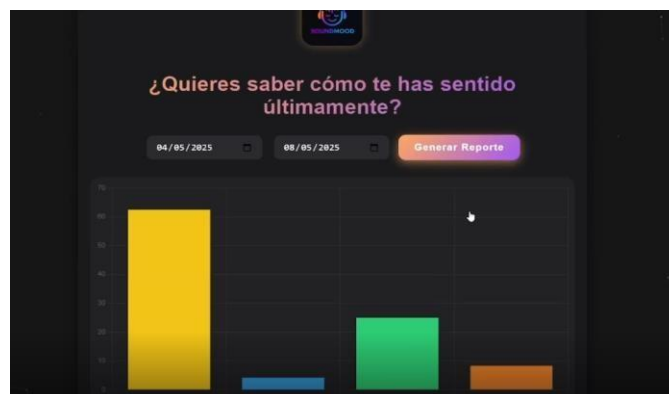 SOUNDMOOD
¿Quieres saber cómo te has sentido
últimamente?
04/05/2025
08/05/2025
Generar Reporte
70
60
50
40
30
20
10
0